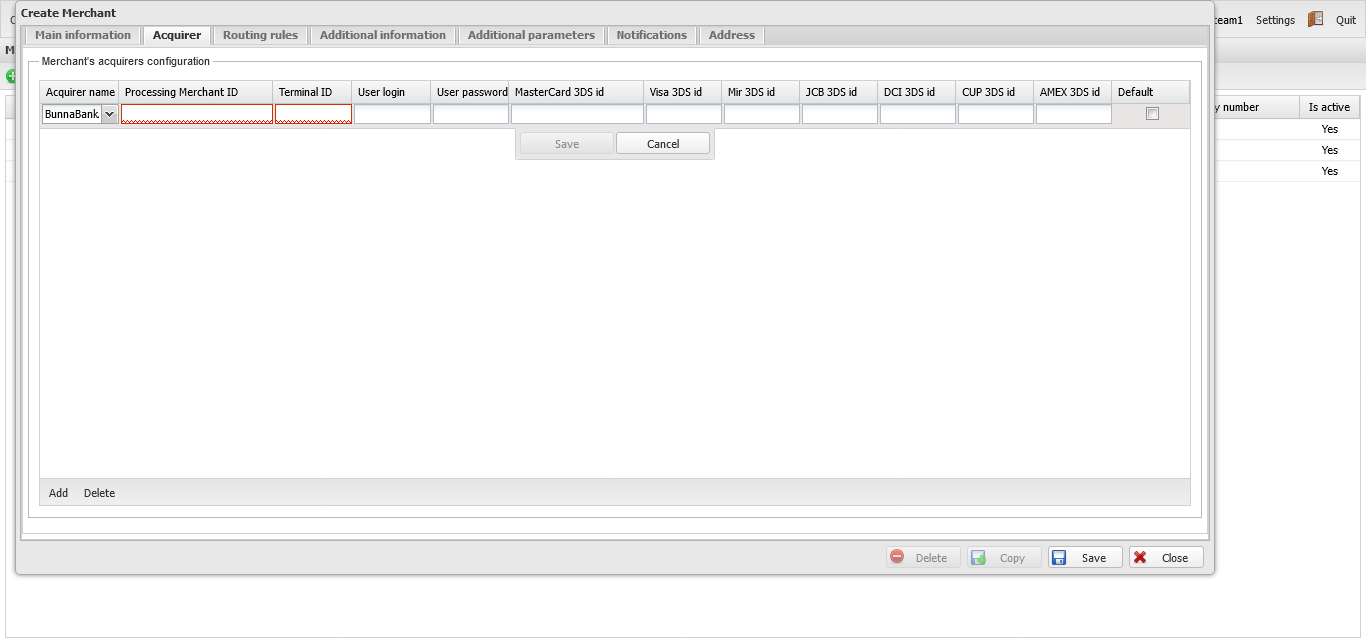 Create Merchant
team1 Settings Quit
Main information Acquirer Routing rules Additional information Additional parameters Notifications Address
Merchant's acquirers configuration
Acquirer name Processing Merchant ID Terminal ID User login User password MasterCard 3DS id Visa 3DS id Mir 3DS id JCB 3DS id DCI 3DS id CUP 3DS id AMEX 3DS id Default
number Is active
BunnaBank
Yes
Save Cancel
Yes
Yes
Add Delete
Delete Copy Save Close